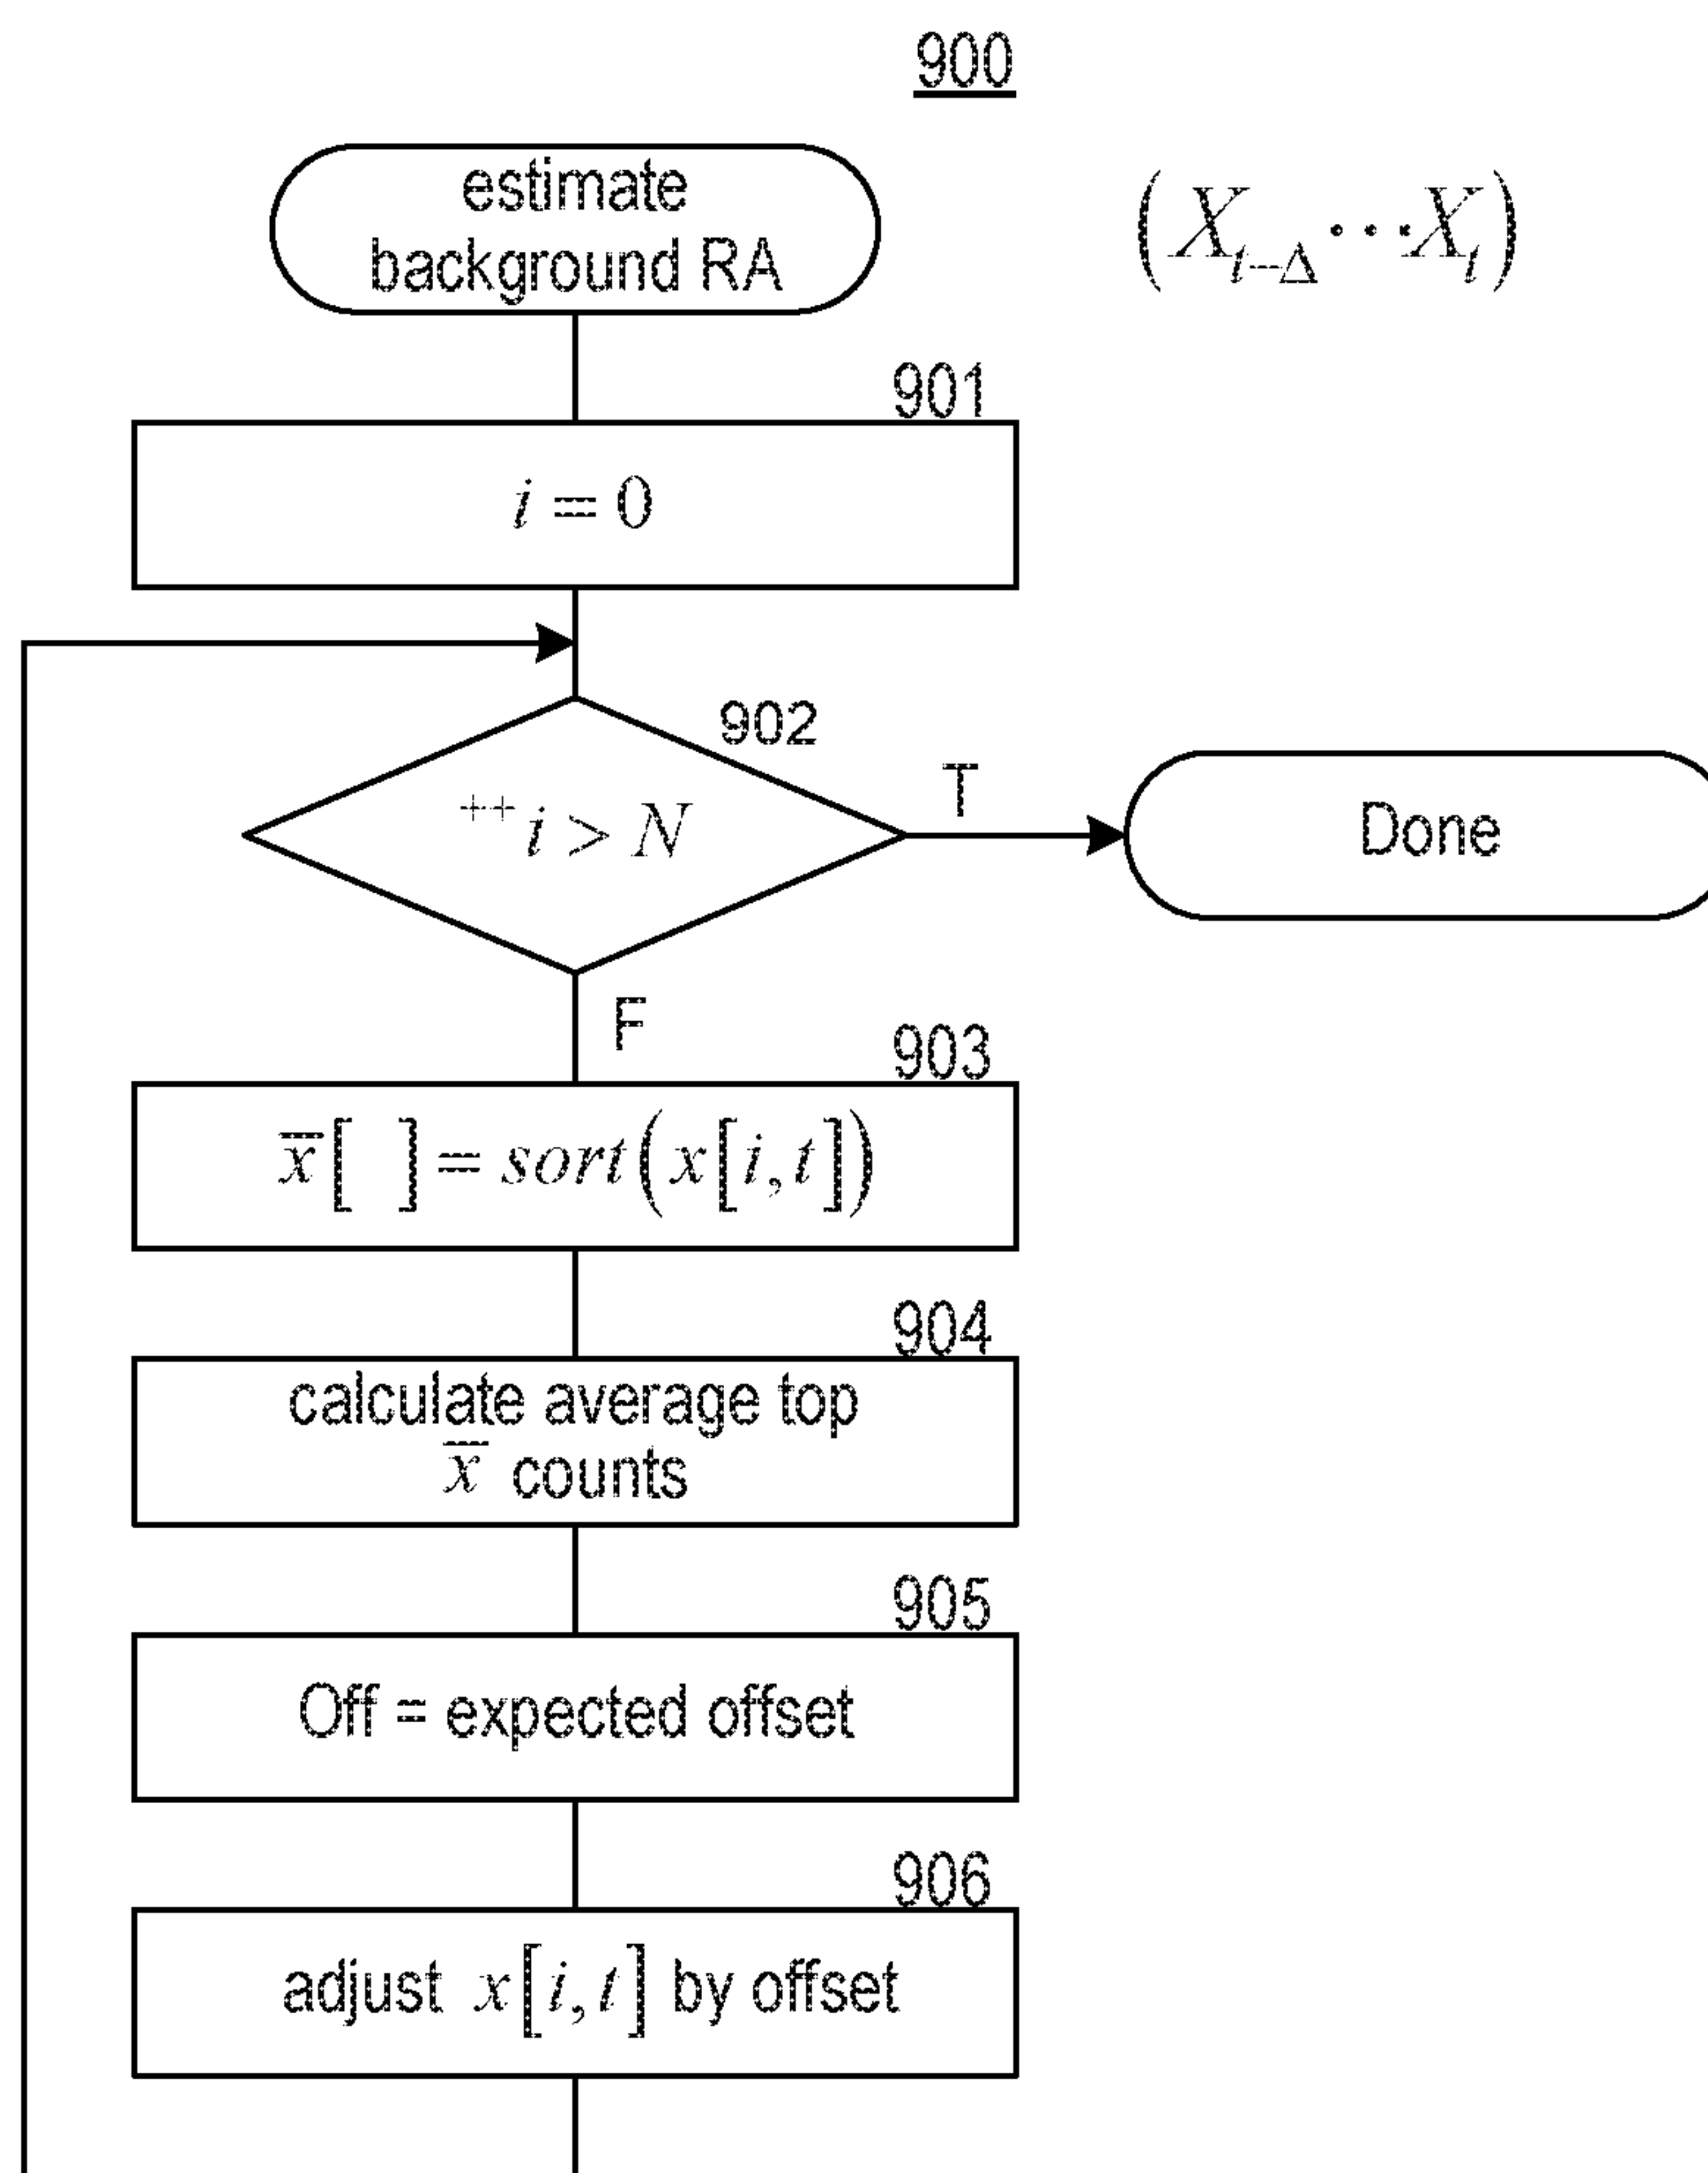 900
estimate
background RA
(X_{t-Δ} ··· X_t)
901
i = 0
902
++i > N
T
Done
F
903
x̅[ ] = sort(x[i,t])
904
calculate average top
x̅ counts
905
Off = expected offset
906
adjust x[i,t] by offset